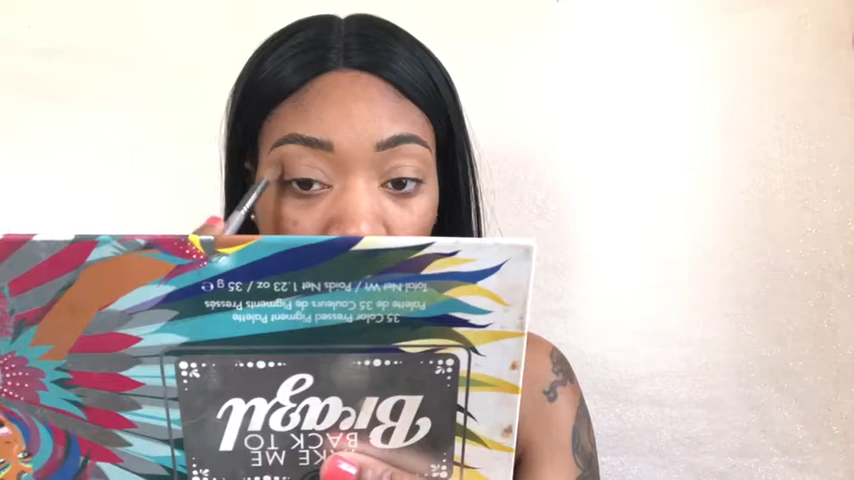 TAKE ME
BACK TO
Brazil
35 Color Pressed Pigment Palette
Palette de 35 Couleurs de Pigments Pressés
Total Net Wt / Poids Net 1.23 oz / 35 g ℮